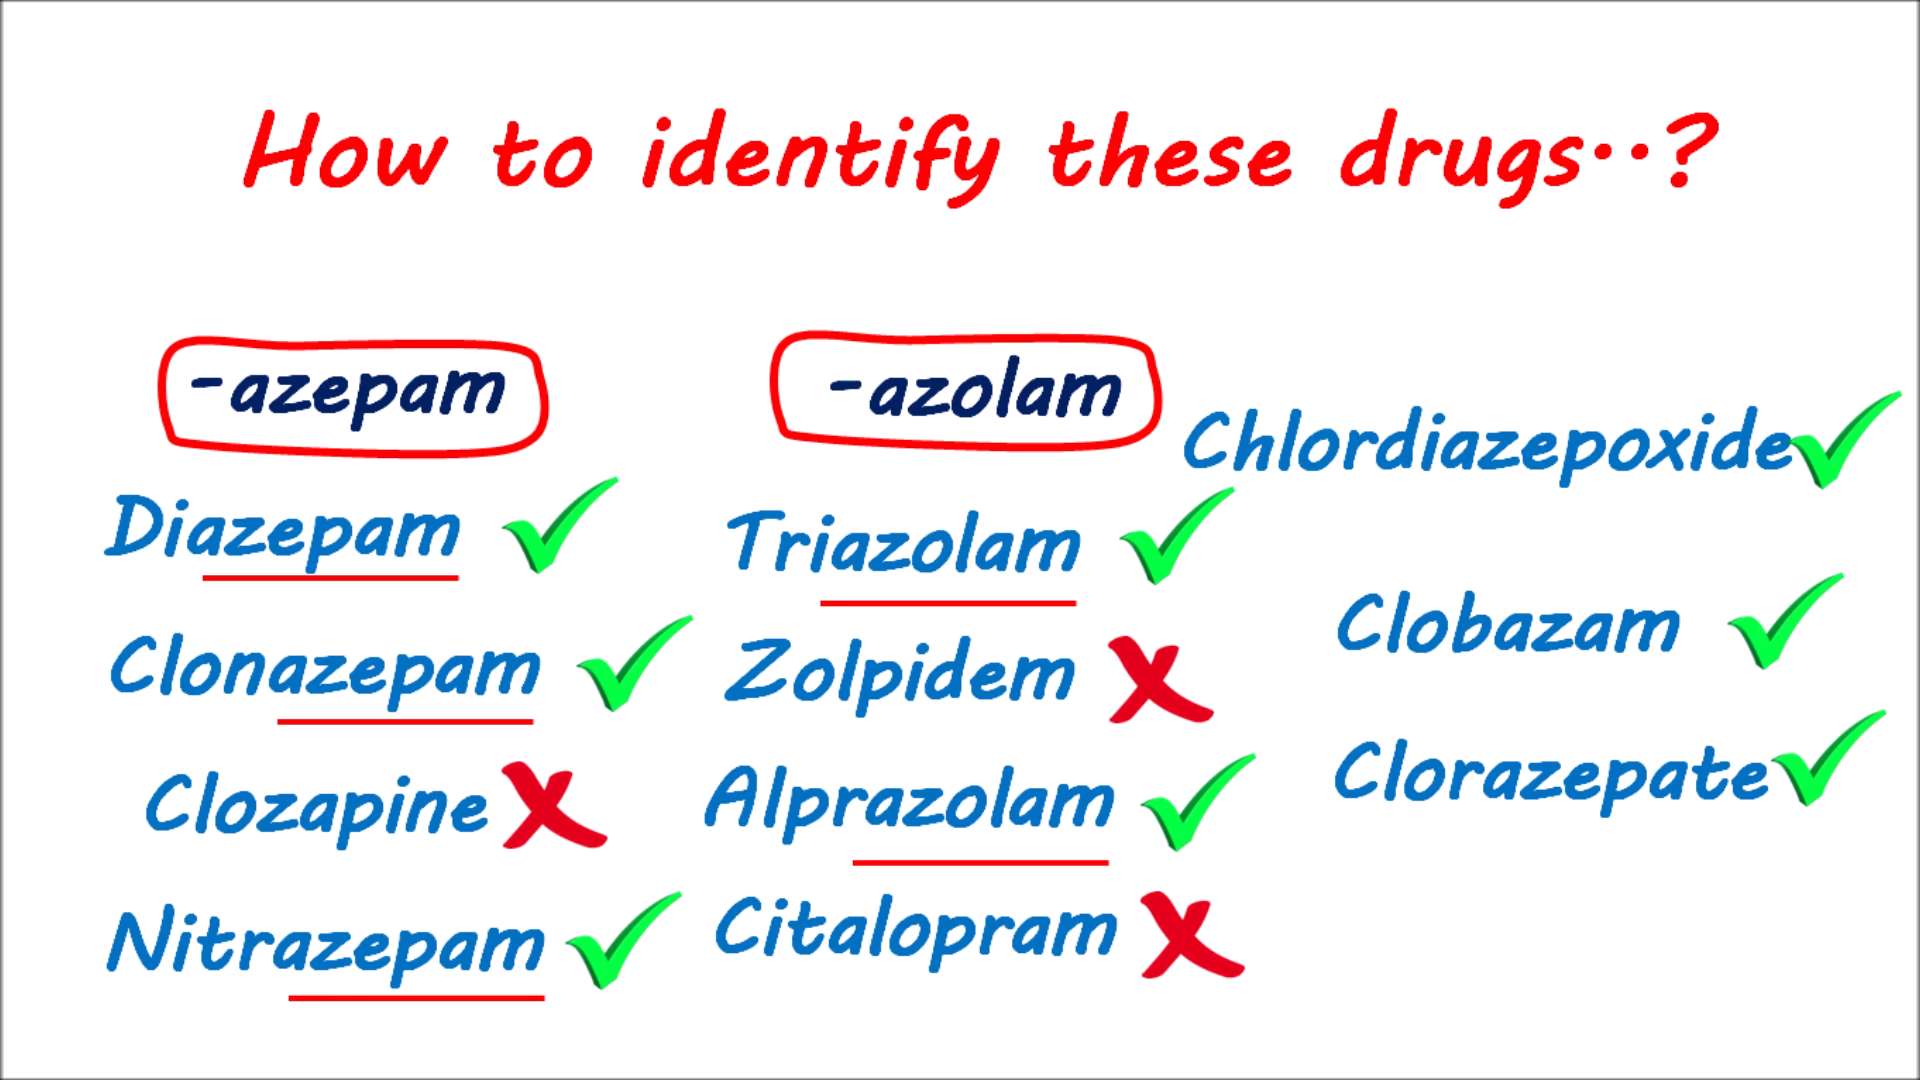 How to identify these drugs..?
-azepam
Diazepam
Clonazepam
Clozapine
Nitrazepam
-azolam
Triazolam
Zolpidem
Alprazolam
Citalopram
Chlordiazepoxide
Clobazam
Clorazepate